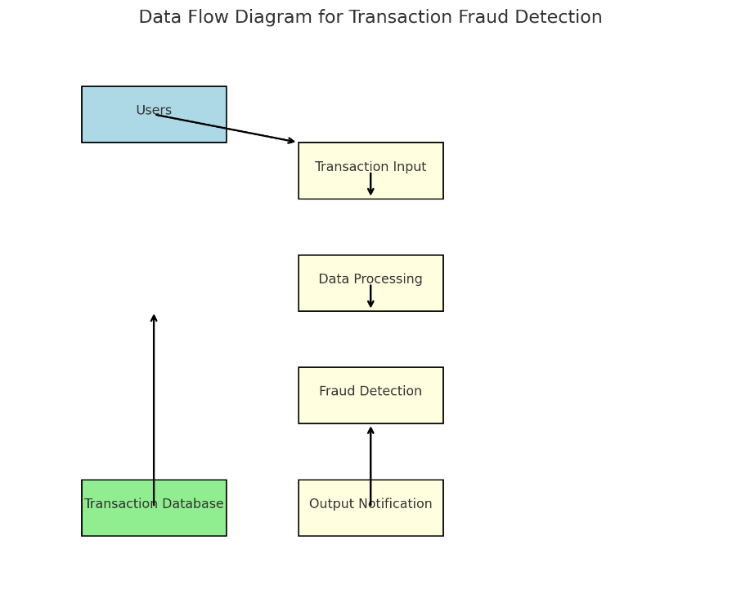 Data Flow Diagram for Transaction Fraud Detection
Users
Transaction Input
Data Processing
Fraud Detection
Transaction Database
Output Notification